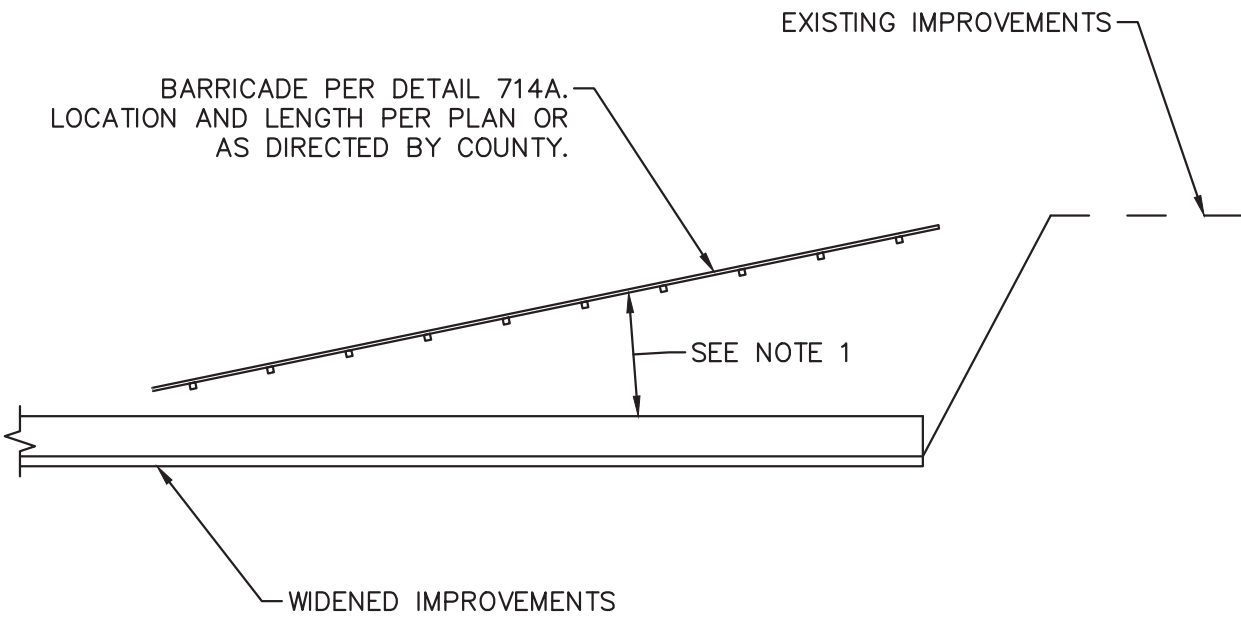 EXISTING IMPROVEMENTS
BARRICADE PER DETAIL 714A.
LOCATION AND LENGTH PER PLAN OR
AS DIRECTED BY COUNTY.
SEE NOTE 1
WIDENED IMPROVEMENTS